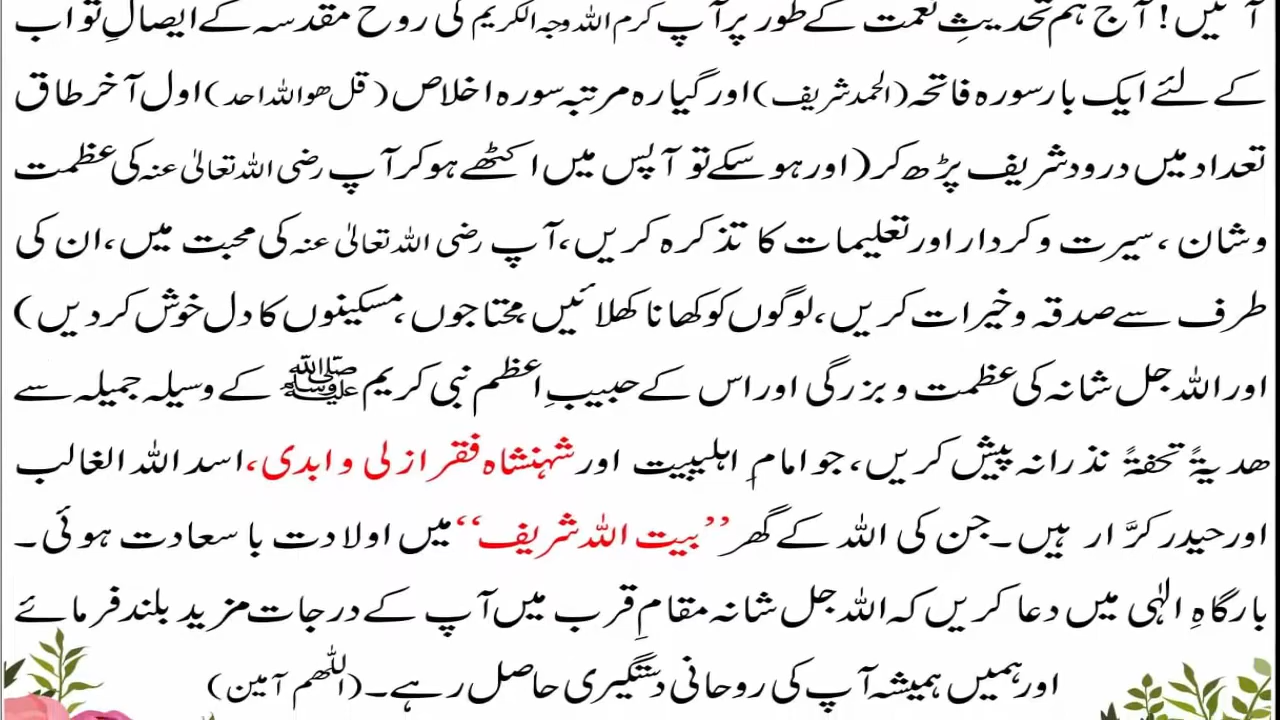 آئیں! آج ہم تحدیثِ نعمت کے طور پر آپ کرم اللہ وجہ الکریم کی روح مقدسہ کے ایصالِ ثواب
کے لئے ایک بار سورہ فاتحہ (الحمد شریف) اور گیارہ مرتبہ سورہ اخلاص (قل ھو اللہ احد) اول آخر طاق
تعداد میں درود شریف پڑھ کر (اور ہو سکے تو آپس میں اکٹھے ہو کر آپ رضی اللہ تعالیٰ عنہ کی عظمت
و شان ، سیرت و کردار اور تعلیمات کا تذکرہ کریں، آپ رضی اللہ تعالیٰ عنہ کی محبت میں، ان کی
طرف سے صدقہ و خیرات کریں، لوگوں کو کھانا کھلائیں، محتاجوں، مسکینوں کا دل خوش کر دیں)
اور اللہ جل شانہ کی عظمت و بزرگی اور اس کے حبیبِ اعظم نبی کریم ﷺ کے وسیلہ جمیلہ سے
ھدیۃً تحفۃً نذرانہ پیش کریں، جو امامِ اہلیبیت اور شہنشاہ فقر ازلی و ابدی، اسد اللہ الغالب
اور حیدر کرَّار ہیں۔ جن کی اللہ کے گھر ’’بیت اللہ شریف‘‘ میں اولادت با سعادت ہوئی۔
بارگاہِ الٰہی میں دعا کریں کہ اللہ جل شانہ مقامِ قرب میں آپ کے درجات مزید بلند فرمائے
اور ہمیں ہمیشہ آپ کی روحانی دستگیری حاصل رہے۔ (اللھم آمین)